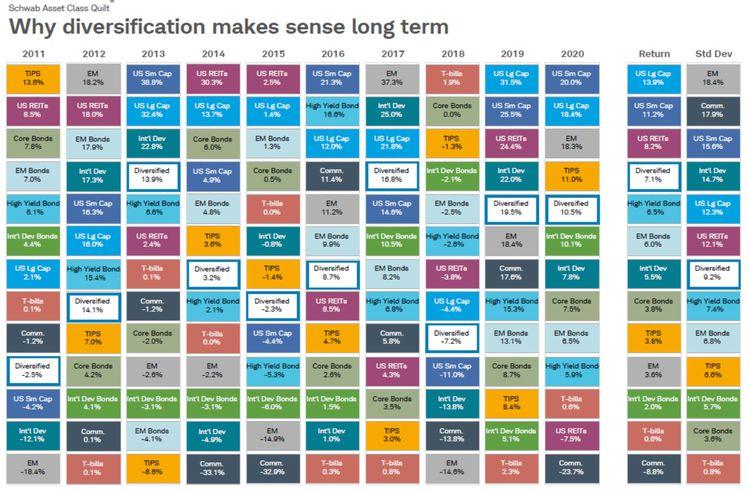 Schwab Asset Class Quilt
Why diversification makes sense long term
2011 2012 2013 2014 2015 2016 2017 2018 2019 2020 Return Std Dev
TIPS EM US Sm Cap US REITs US REITs US Sm Cap EM T-bills US Lg Cap US Sm Cap US Lg Cap EM
13.6% 18.2% 38.8% 30.3% 2.5% 21.3% 37.3% 1.9% 31.5% 20.0% 13.9% 18.4%
US REITs US REITs US Lg Cap US Lg Cap US Lg Cap High Yield Bond Int'l Dev Core Bonds US Sm Cap US Lg Cap US Sm Cap Comm.
8.5% 18.0% 32.4% 13.7% 1.4% 16.6% 25.0% 0.0% 25.5% 18.4% 11.2% 17.9%
Core Bonds EM Bonds Int'l Dev Core Bonds EM Bonds US Lg Cap US Lg Cap TIPS US REITs EM US REITs US Sm Cap
7.8% 17.9% 22.8% 6.0% 1.3% 12.0% 21.8% -1.3% 24.4% 18.3% 8.2% 15.6%
EM Bonds Int'l Dev Diversified US Sm Cap Core Bonds Comm. Diversified Int'l Dev Bonds Int'l Dev TIPS Diversified Int'l Dev
7.0% 17.3% 13.9% 4.9% 0.5% 11.4% 16.8% -2.1% 22.0% 11.0% 7.1% 14.7%
High Yield Bond US Sm Cap High Yield Bonds EM Bonds T-bills EM US Sm Cap EM Bonds Diversified Diversified High Yield Bond US Lg Cap
6.1% 16.3% 6.6% 4.8% 0.0% 11.2% 14.6% -2.5% 19.5% 10.5% 6.5% 12.3%
Int'l Dev Bonds US Lg Cap US REITs TIPS Int'l Dev EM Bonds Int'l Dev Bonds High Yield Bonds EM Int'l Dev Bonds EM Bonds US REITs
4.4% 16.0% 2.4% 3.6% -0.8% 9.9% 10.5% -2.6% 18.4% 10.1% 6.0% 12.1%
US Lg Cap High Yield Bond T-bills Diversified TIPS Diversified EM Bonds US REITs Comm. Int'l Dev Int'l Dev Diversified
2.1% 15.4% 0.1% 3.2% -1.4% 8.7% 8.2% -3.8% 17.6% 7.8% 5.5% 9.2%
T-bills Diversified Comm. High Yield Bond Diversified US REITs High Yield Bond US Lg Cap High Yield Bond Core Bonds Core Bonds High Yield Bond
0.1% 14.1% -1.2% 2.1% -2.3% 8.5% 6.8% -4.4% 15.3% 7.5% 3.8% 7.4%
Comm. TIPS Core Bonds T-bills US Sm Cap TIPS Comm. Diversified EM Bonds EM Bonds TIPS EM Bonds
-1.2% 7.0% -2.0% 0.0% -4.4% 4.7% 5.8% -7.2% 13.1% 6.5% 3.8% 6.8%
Diversified Core Bonds EM EM High Yield Bond Core Bonds US REITs US Sm Cap Core Bonds High Yield Bond EM TIPS
-2.5% 4.2% -2.6% -2.2% -5.3% 2.6% 4.3% -11.0% 8.7% 5.9% 3.6% 6.6%
US Sm Cap Int'l Dev Bonds Int'l Dev Bonds Int'l Dev Bonds Int'l Dev Bonds Int'l Dev Bonds Core Bonds Int'l Dev TIPS T-bills Int'l Dev Bonds Int'l Dev Bonds
-4.2% 4.1% -3.1% -3.1% -6.0% 1.5% 3.5% -13.8% 8.4% 0.6% 2.0% 5.7%
Int'l Dev Comm. EM Bonds Int'l Dev EM Int'l Dev TIPS Comm. Int'l Dev Bonds US REITs T-bills Core Bonds
-12.1% 0.1% -4.1% -4.9% -14.9% 1.0% 3.0% -13.8% 5.1% -7.5% 0.6% 3.6%
EM T-bills TIPS Comm. Comm. T-bills T-bills EM T-bills Comm. Comm. T-bills
-18.4% 0.1% -8.6% -33.1% -32.9% 0.3% 0.8% -14.6% 2.3% -23.7% -8.8% 0.8%